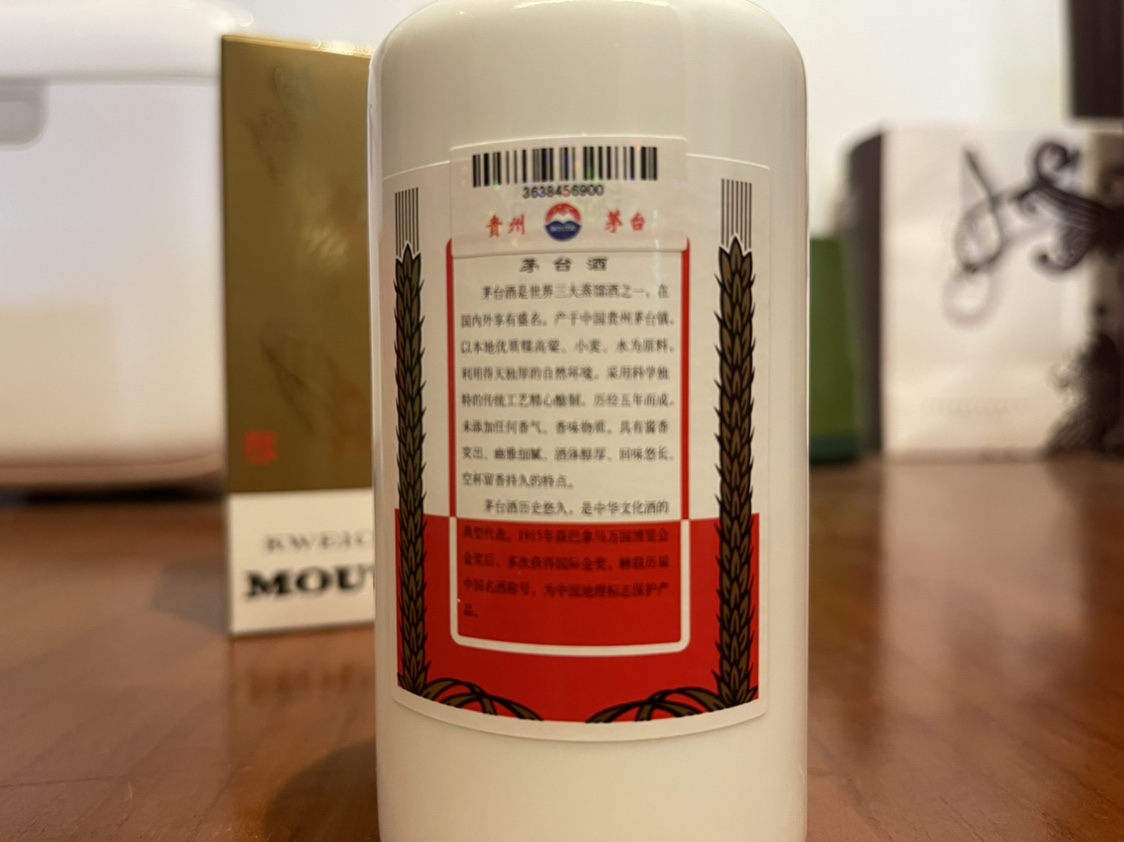 3638456900
贵州 茅台
茅台酒
茅台酒是世界三大蒸馏酒之一。在
国内外享有盛名。产于中国贵州茅台镇。
以本地优质糯高粱、小麦、水为原料。
利用得天独厚的自然环境。采用科学独
特的传统工艺精心酿制。历经五年而成。
未添加任何香气、香味物质。具有酱香
突出、幽雅细腻、酒体醇厚、回味悠长、
空杯留香持久的特点。
茅台酒历史悠久。是中华文化酒的
典型代表。1915年获巴拿马万国博览会
金奖后、多次获得国际金奖。蝉联历届
中国名酒称号。为中国地理标志保护产
品。
KWEIC
MOU